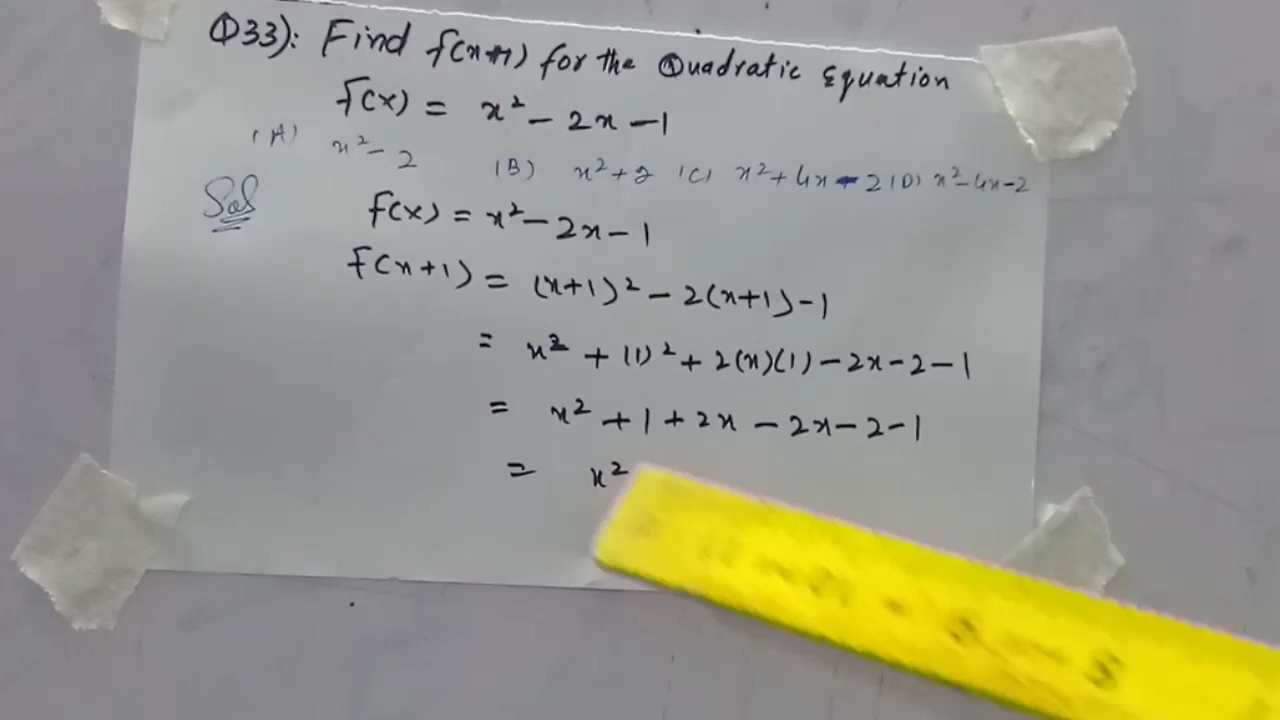 Q33): Find f(x+1) for the Quadratic Equation
f(x) = x² - 2x - 1
(A) x² - 2 (B) x² + 2 (C) x² + 4x - 2 (D) x² - 4x - 2
Sol f(x) = x² - 2x - 1
f(x+1) = (x+1)² - 2(x+1) - 1
= x² + (1)² + 2(x)(1) - 2x - 2 - 1
= x² + 1 + 2x - 2x - 2 - 1
= x²